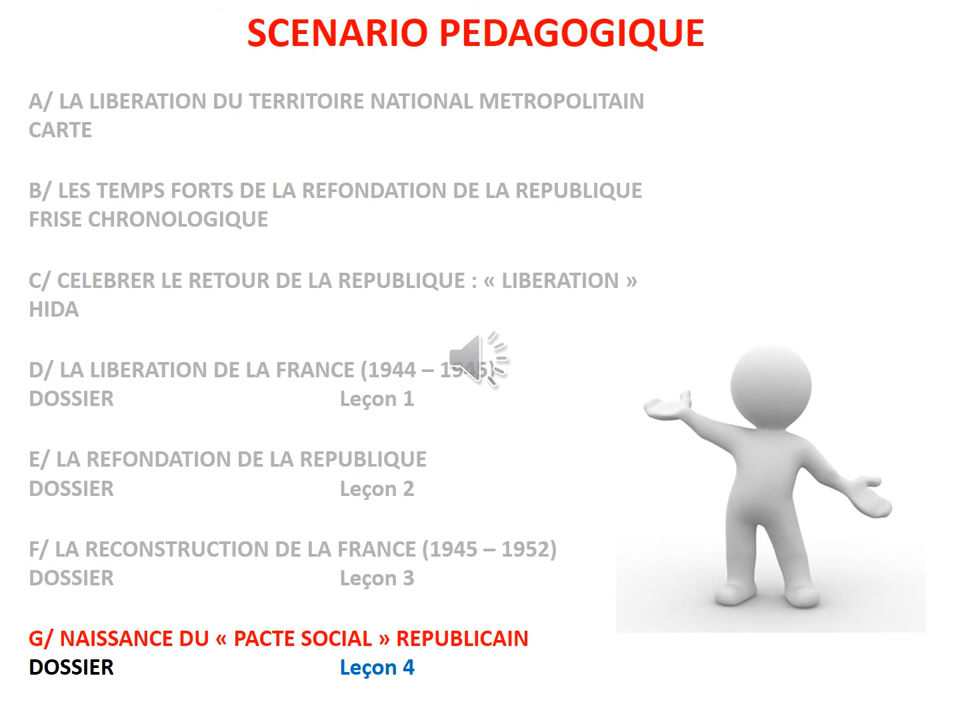 SCENARIO PEDAGOGIQUE
A/ LA LIBERATION DU TERRITOIRE NATIONAL METROPOLITAIN
CARTE
B/ LES TEMPS FORTS DE LA REFONDATION DE LA REPUBLIQUE
FRISE CHRONOLOGIQUE
C/ CELEBRER LE RETOUR DE LA REPUBLIQUE : « LIBERATION »
HIDA
D/ LA LIBERATION DE LA FRANCE (1944 – 1945)
DOSSIER Leçon 1
E/ LA REFONDATION DE LA REPUBLIQUE
DOSSIER Leçon 2
F/ LA RECONSTRUCTION DE LA FRANCE (1945 – 1952)
DOSSIER Leçon 3
G/ NAISSANCE DU « PACTE SOCIAL » REPUBLICAIN
DOSSIER Leçon 4